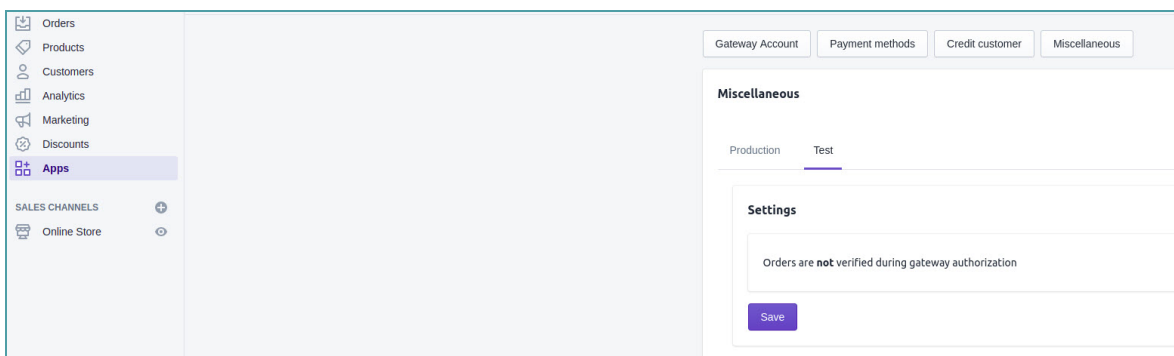 Orders
Products
Customers
Analytics
Marketing
Discounts
Apps
SALES CHANNELS
Online Store
Gateway Account Payment methods Credit customer Miscellaneous
Miscellaneous
Production Test
Settings
Orders are not verified during gateway authorization
Save